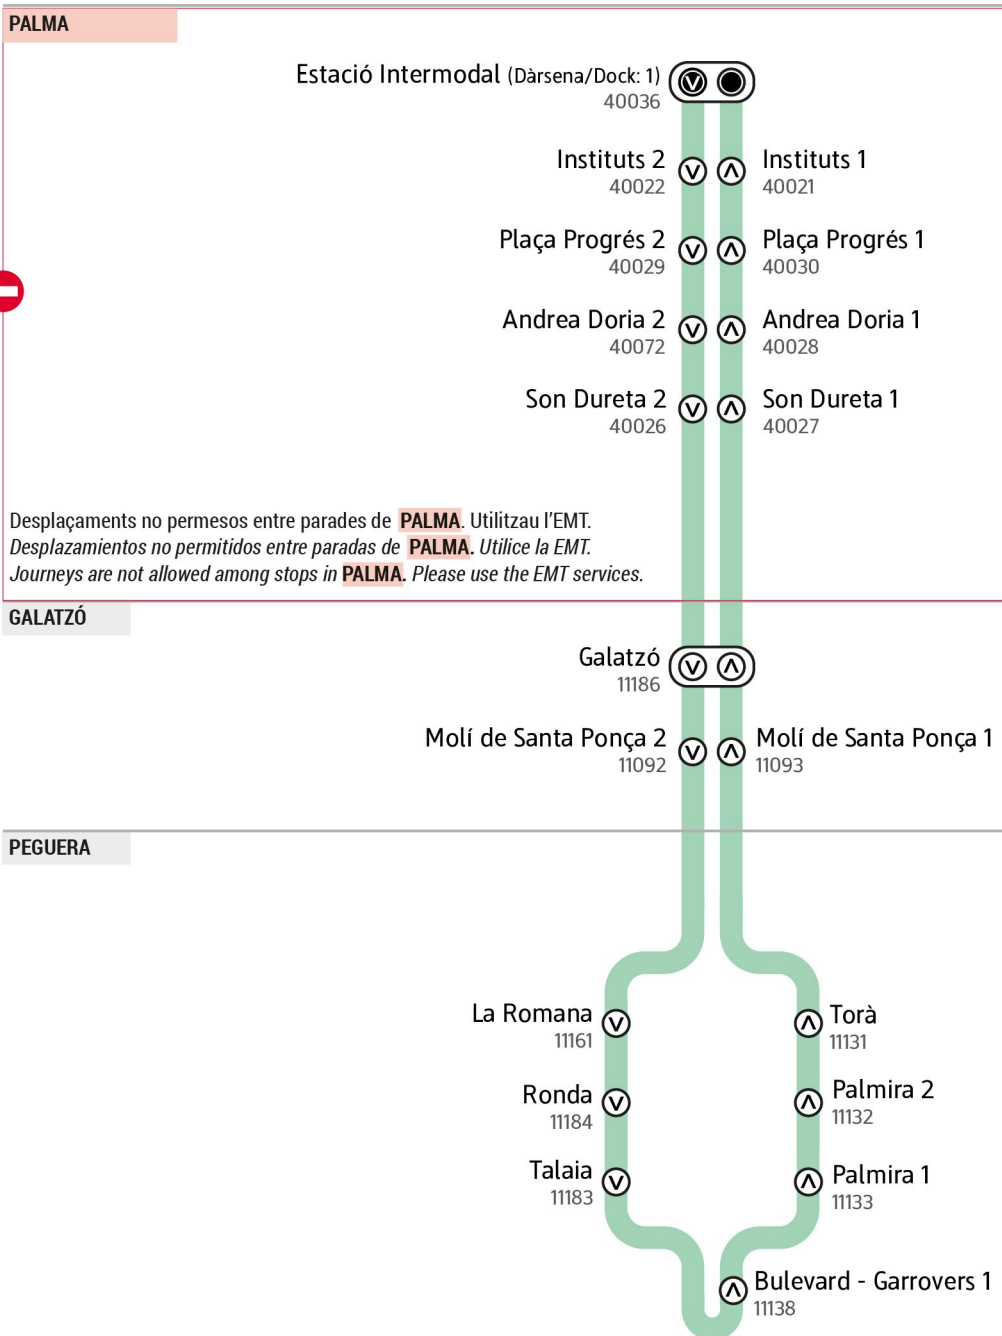 PALMA
Estació Intermodal (Dàrsena/Dock: 1)
40036
Instituts 2
40022
Instituts 1
40021
Plaça Progrés 2
40029
Plaça Progrés 1
40030
Andrea Doria 2
40072
Andrea Doria 1
40028
Son Dureta 2
40026
Son Dureta 1
40027
Desplaçaments no permesos entre parades de PALMA. Utilitzau l'EMT.
Desplazamientos no permitidos entre paradas de PALMA. Utilice la EMT.
Journeys are not allowed among stops in PALMA. Please use the EMT services.
GALATZÓ
Galatzó
11186
Molí de Santa Ponça 2
11092
Molí de Santa Ponça 1
11093
PEGUERA
La Romana
11161
Torà
11131
Ronda
11184
Palmira 2
11132
Talaia
11183
Palmira 1
11133
Bulevard - Garrovers 1
11138